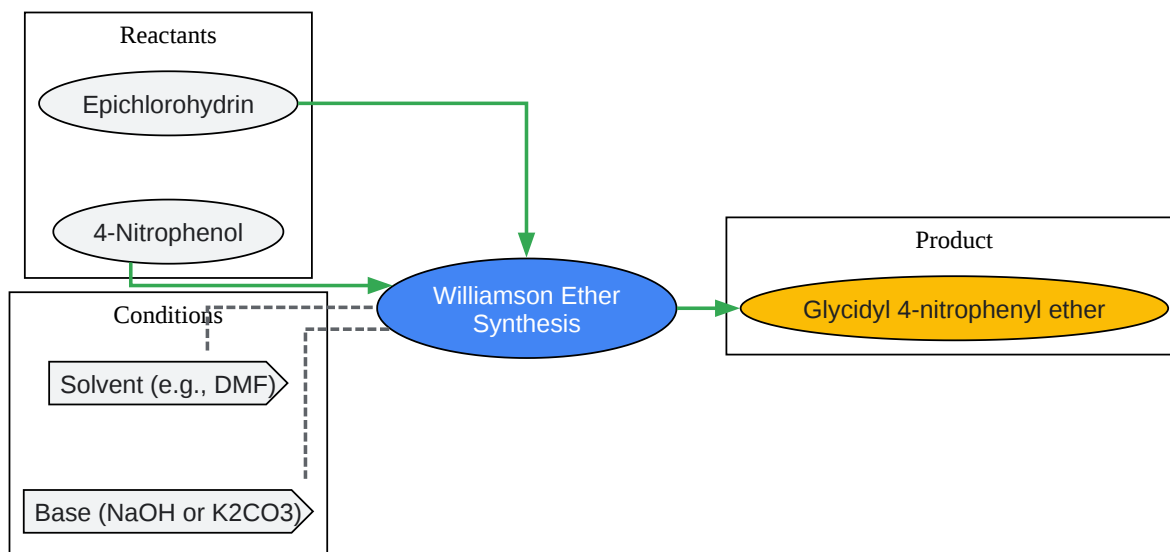 Reactants
Epichlorohydrin
4-Nitrophenol
Conditions
Solvent (e.g., DMF)
Base (NaOH or K2CO3)
Williamson Ether
Synthesis
Product
Glycidyl 4-nitrophenyl ether